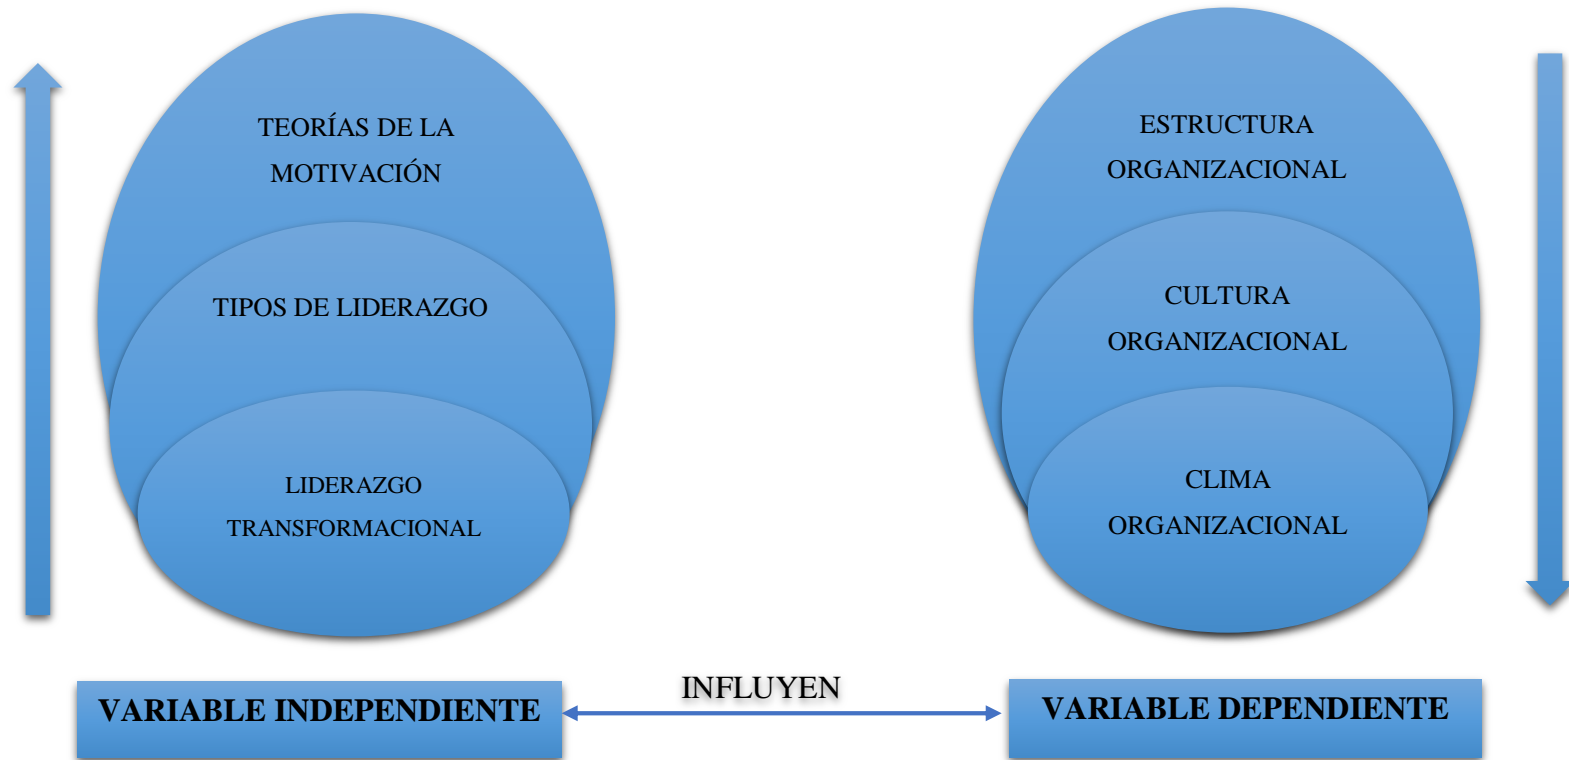 TEORÍAS DE LA
MOTIVACIÓN
TIPOS DE LIDERAZGO
LIDERAZGO
TRANSFORMACIONAL
ESTRUCTURA
ORGANIZACIONAL
CULTURA
ORGANIZACIONAL
CLIMA
ORGANIZACIONAL
VARIABLE INDEPENDIENTE
INFLUYEN
VARIABLE DEPENDIENTE